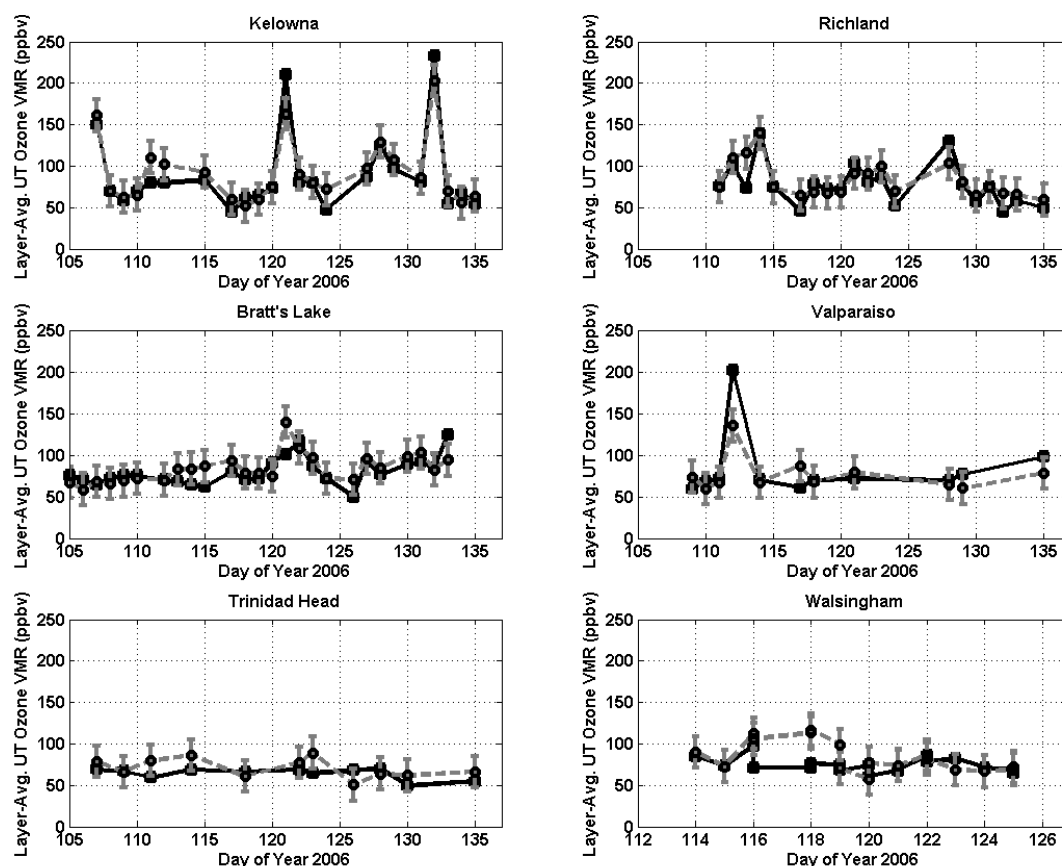 Kelowna
Layer-Avg. UT Ozone VMR (ppbv)
250
200
150
100
50
0
105 110 115 120 125 130 135
Day of Year 2006
Richland
Layer-Avg. UT Ozone VMR (ppbv)
250
200
150
100
50
0
105 110 115 120 125 130 135
Day of Year 2006
Bratt's Lake
Layer-Avg. UT Ozone VMR (ppbv)
250
200
150
100
50
0
105 110 115 120 125 130 135
Day of Year 2006
Valparaiso
Layer-Avg. UT Ozone VMR (ppbv)
250
200
150
100
50
0
105 110 115 120 125 130 135
Day of Year 2006
Trinidad Head
Layer-Avg. UT Ozone VMR (ppbv)
250
200
150
100
50
0
105 110 115 120 125 130 135
Day of Year 2006
Walsingham
Layer-Avg. UT Ozone VMR (ppbv)
250
200
150
100
50
0
112 114 116 118 120 122 124 126
Day of Year 2006